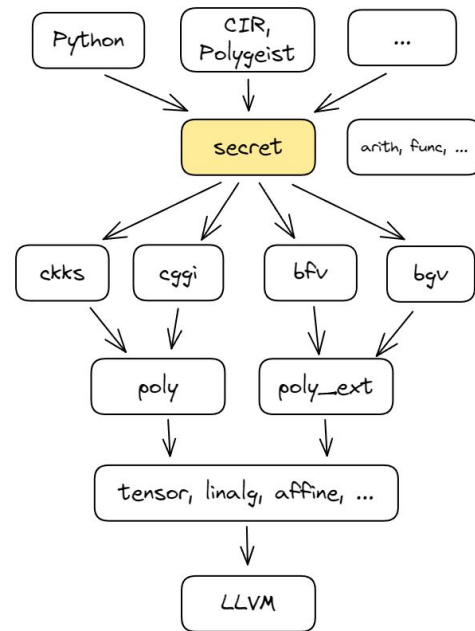 Python
CIR,
Polygeist
...
secret
arith, func, ...
ckks
cggi
bfv
bgv
poly
poly_ext
tensor, linalg, affine, ...
LLVM